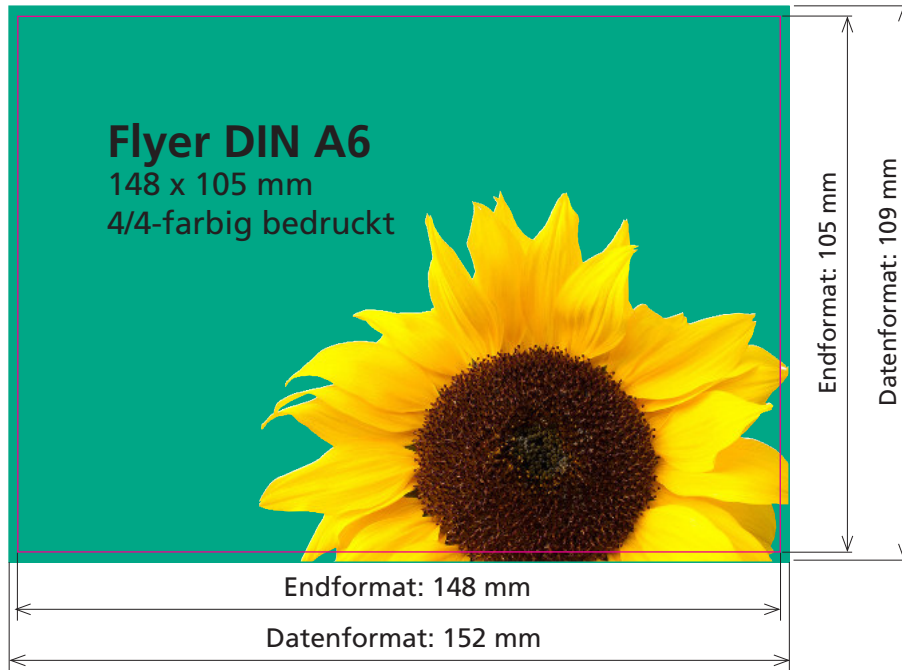 Flyer DIN A6
148 x 105 mm
4/4-farbig bedruckt
Endformat: 105 mm
Datenformat: 109 mm
Endformat: 148 mm
Datenformat: 152 mm